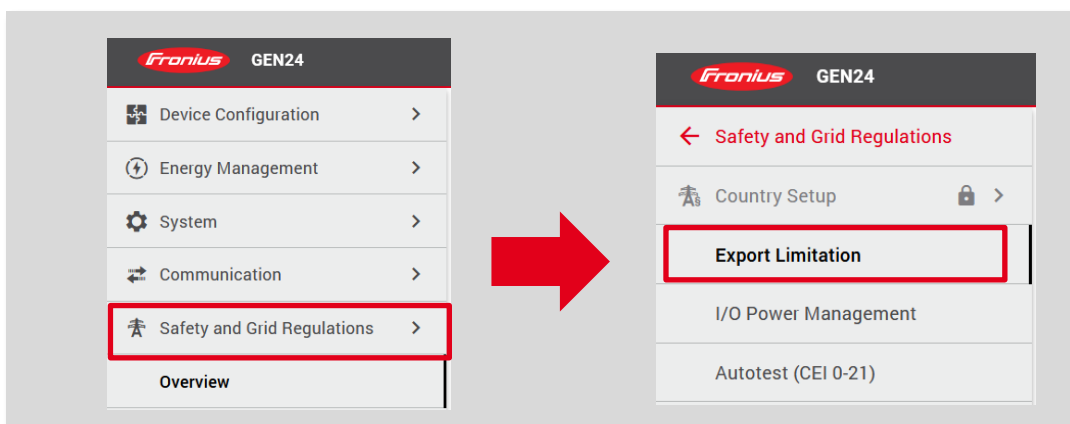 Fronius GEN24
Device Configuration
Energy Management
System
Communication
Safety and Grid Regulations
Overview
Fronius GEN24
Safety and Grid Regulations
Country Setup
Export Limitation
I/O Power Management
Autotest (CEI 0-21)